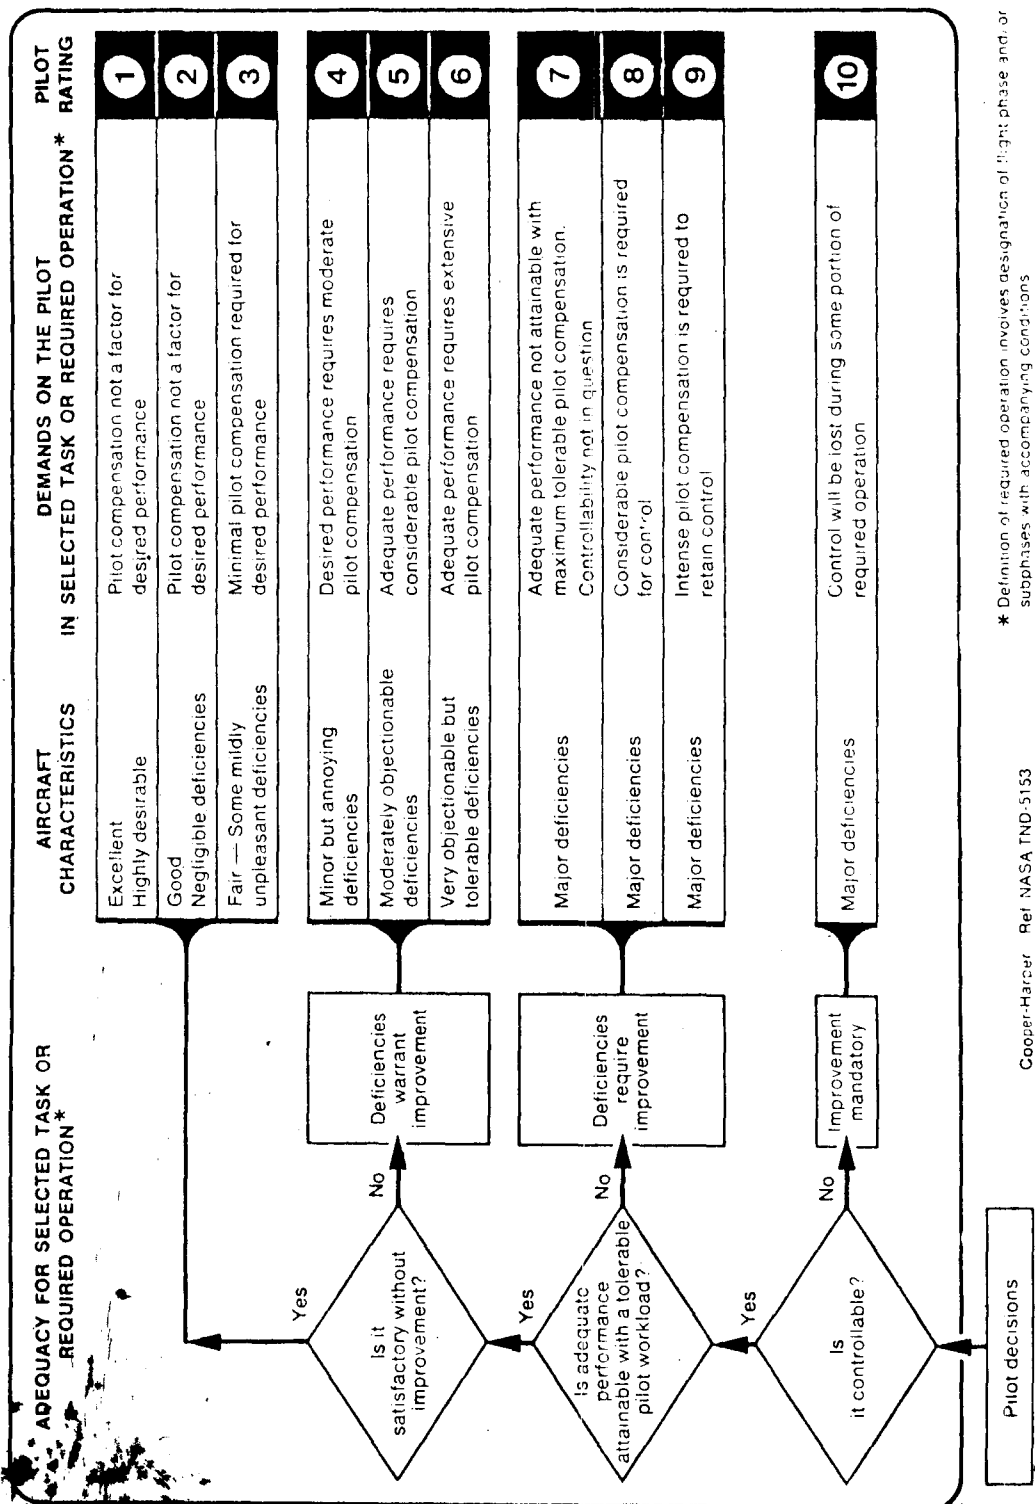 ADEQUACY FOR SELECTED TASK OR
REQUIRED OPERATION*
AIRCRAFT
CHARACTERISTICS
DEMANDS ON THE PILOT
IN SELECTED TASK OR REQUIRED OPERATION*
PILOT
RATING
Excellent
Highly desirable
Pilot compensation not a factor for
desired performance
1
Good
Negligible deficiencies
Pilot compensation not a factor for
desired performance
2
Fair — Some mildly
unpleasant deficiencies
Minimal pilot compensation required for
desired performance
3
Yes
Is it
satisfactory without
improvement?
No
Deficiencies
warrant
improvement
Minor but annoying
deficiencies
Desired performance requires moderate
pilot compensation
4
Moderately objectionable
deficiencies
Adequate performance requires
considerable pilot compensation
5
Very objectionable but
tolerable deficiencies
Adequate performance requires extensive
pilot compensation
6
Yes
Is adequate
performance
attainable with a tolerable
pilot workload?
No
Deficiencies
require
improvement
Major deficiencies
Adequate performance not attainable with
maximum tolerable pilot compensation.
Controllability not in question
7
Major deficiencies
Considerable pilot compensation is required
for control
8
Major deficiencies
Intense pilot compensation is required to
retain control
9
Yes
Is
it controllable?
No
Improvement
mandatory
Major deficiencies
Control will be lost during some portion of
required operation
10
Pilot decisions
Cooper-Harper Ref NASA TND-5153
* Definition of required operation involves designation of flight phase and/or
subphases with accompanying conditions